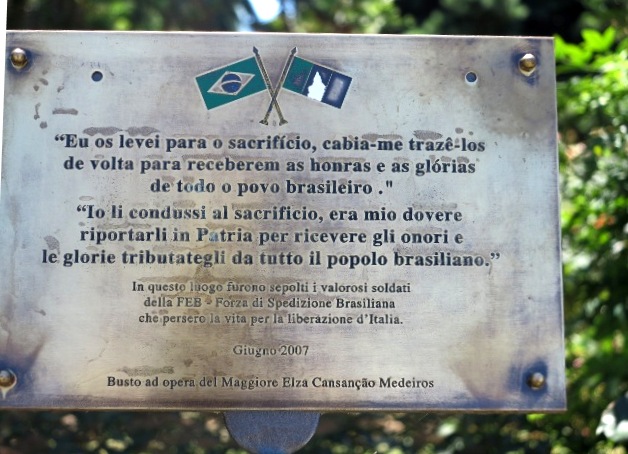 “Eu os levei para o sacrifício, cabia-me trazê-los
de volta para receberem as honras e as glórias
de todo o povo brasileiro ."
“Io li condussi al sacrificio, era mio dovere
riportarli in Patria per ricevere gli onori e
le glorie tributategli da tutto il popolo brasiliano.”
In questo luogo furono sepolti i valorosi soldati
della FEB - Forza di Spedizione Brasiliana
che persero la vita per la liberazione d'Italia.
Giugno 2007
Busto ad opera del Maggiore Elza Cansanção Medeiros